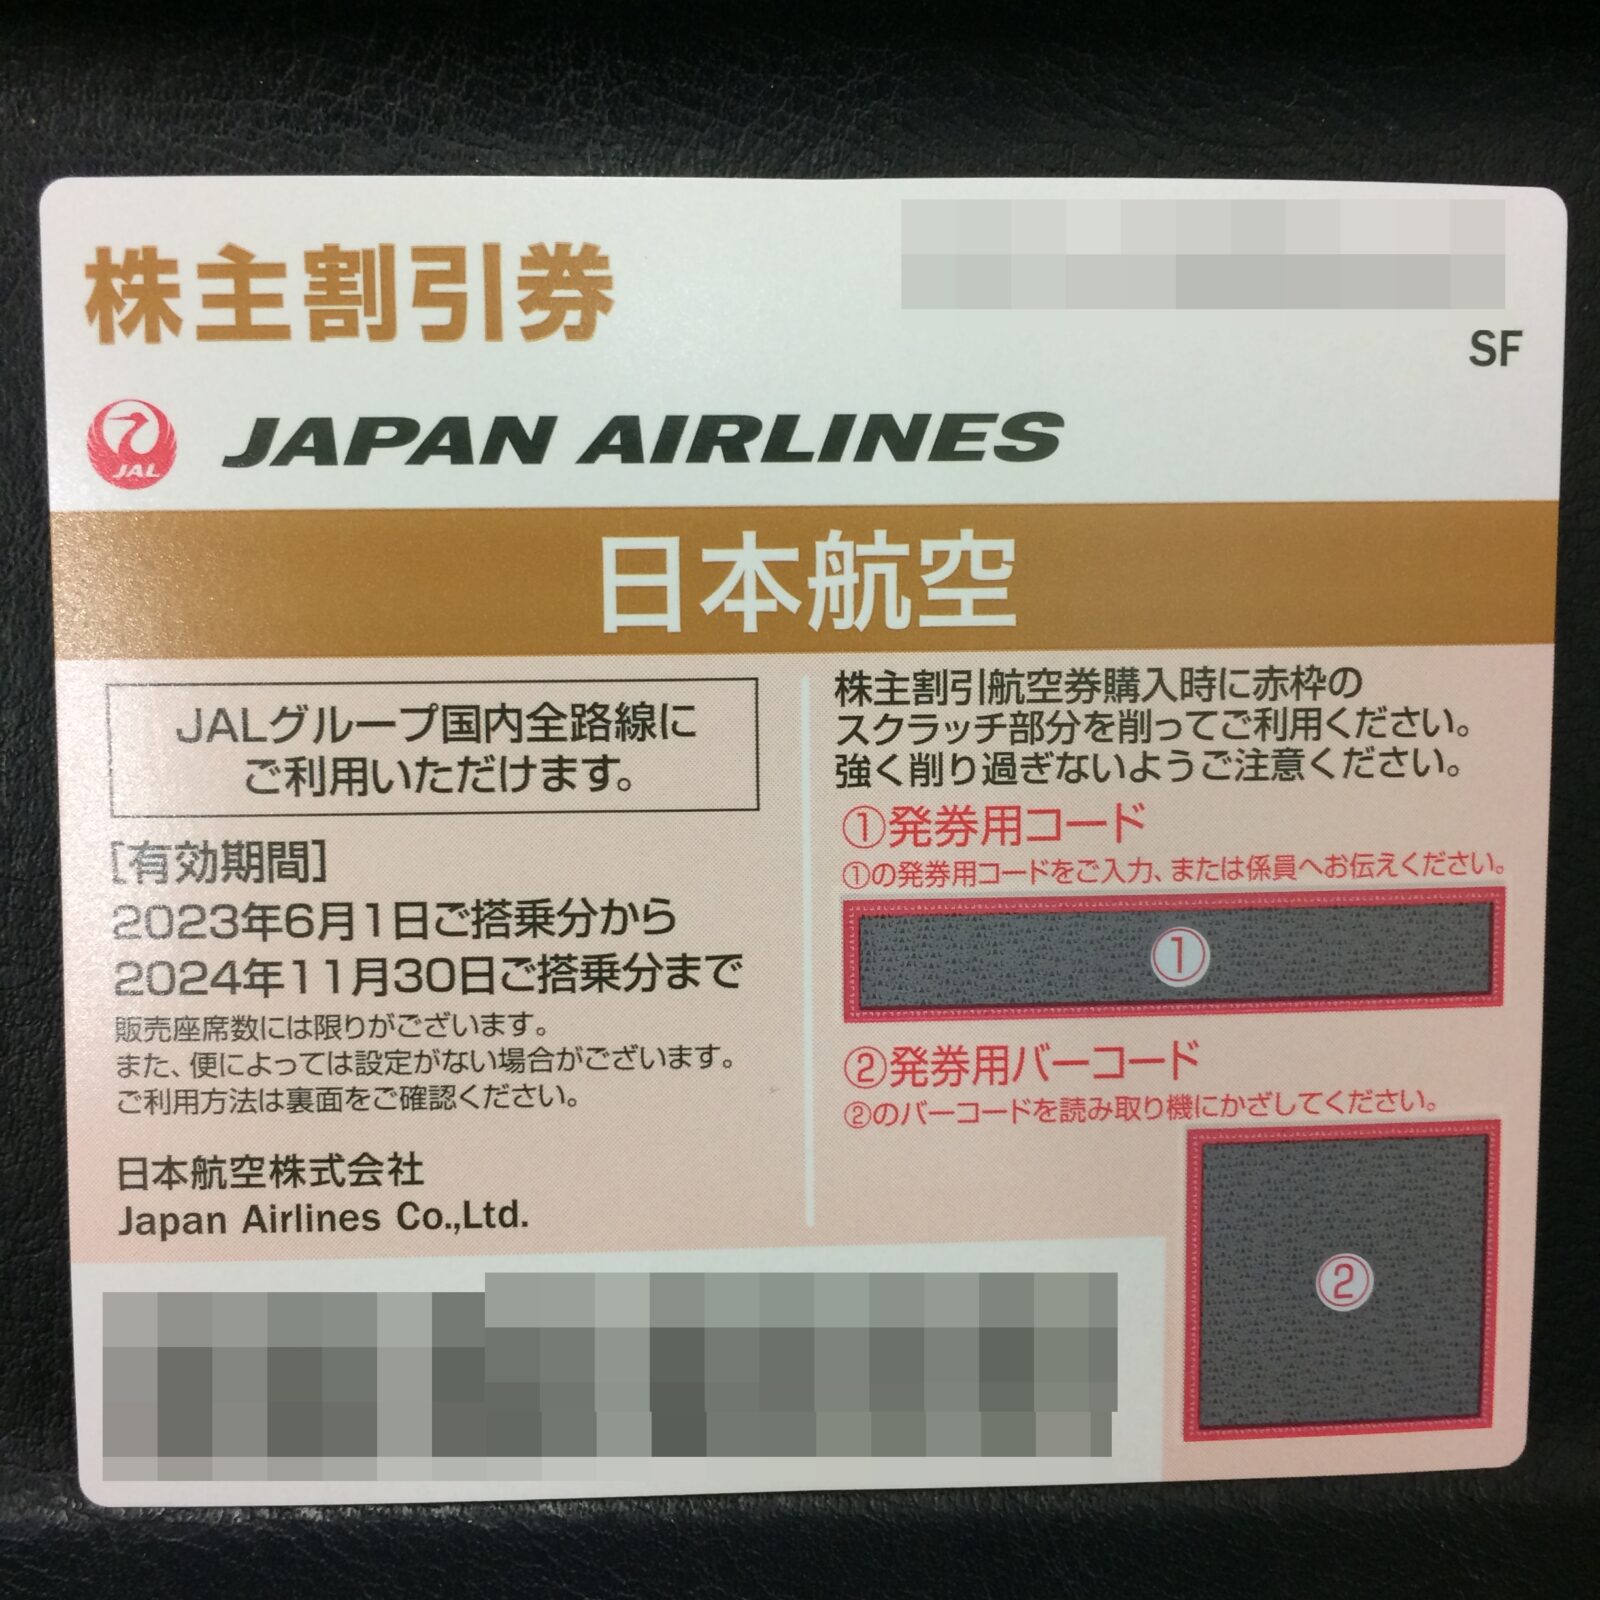 株主割引券
SF
JAL
JAPAN AIRLINES
日本航空
JALグループ国内全路線に
ご利用いただけます。
[有効期間]
2023年6月1日ご搭乗分から
2024年11月30日ご搭乗分まで
販売座席数には限りがございます。
また、便によっては設定がない場合がございます。
ご利用方法は裏面をご確認ください。
日本航空株式会社
Japan Airlines Co.,Ltd.
株主割引航空券購入時に赤枠の
スクラッチ部分を削ってご利用ください。
強く削り過ぎないようご注意ください。
①発券用コード
①の発券用コードをご入力、または係員へお伝えください。
①
②発券用バーコード
②のバーコードを読み取り機にかざしてください。
②